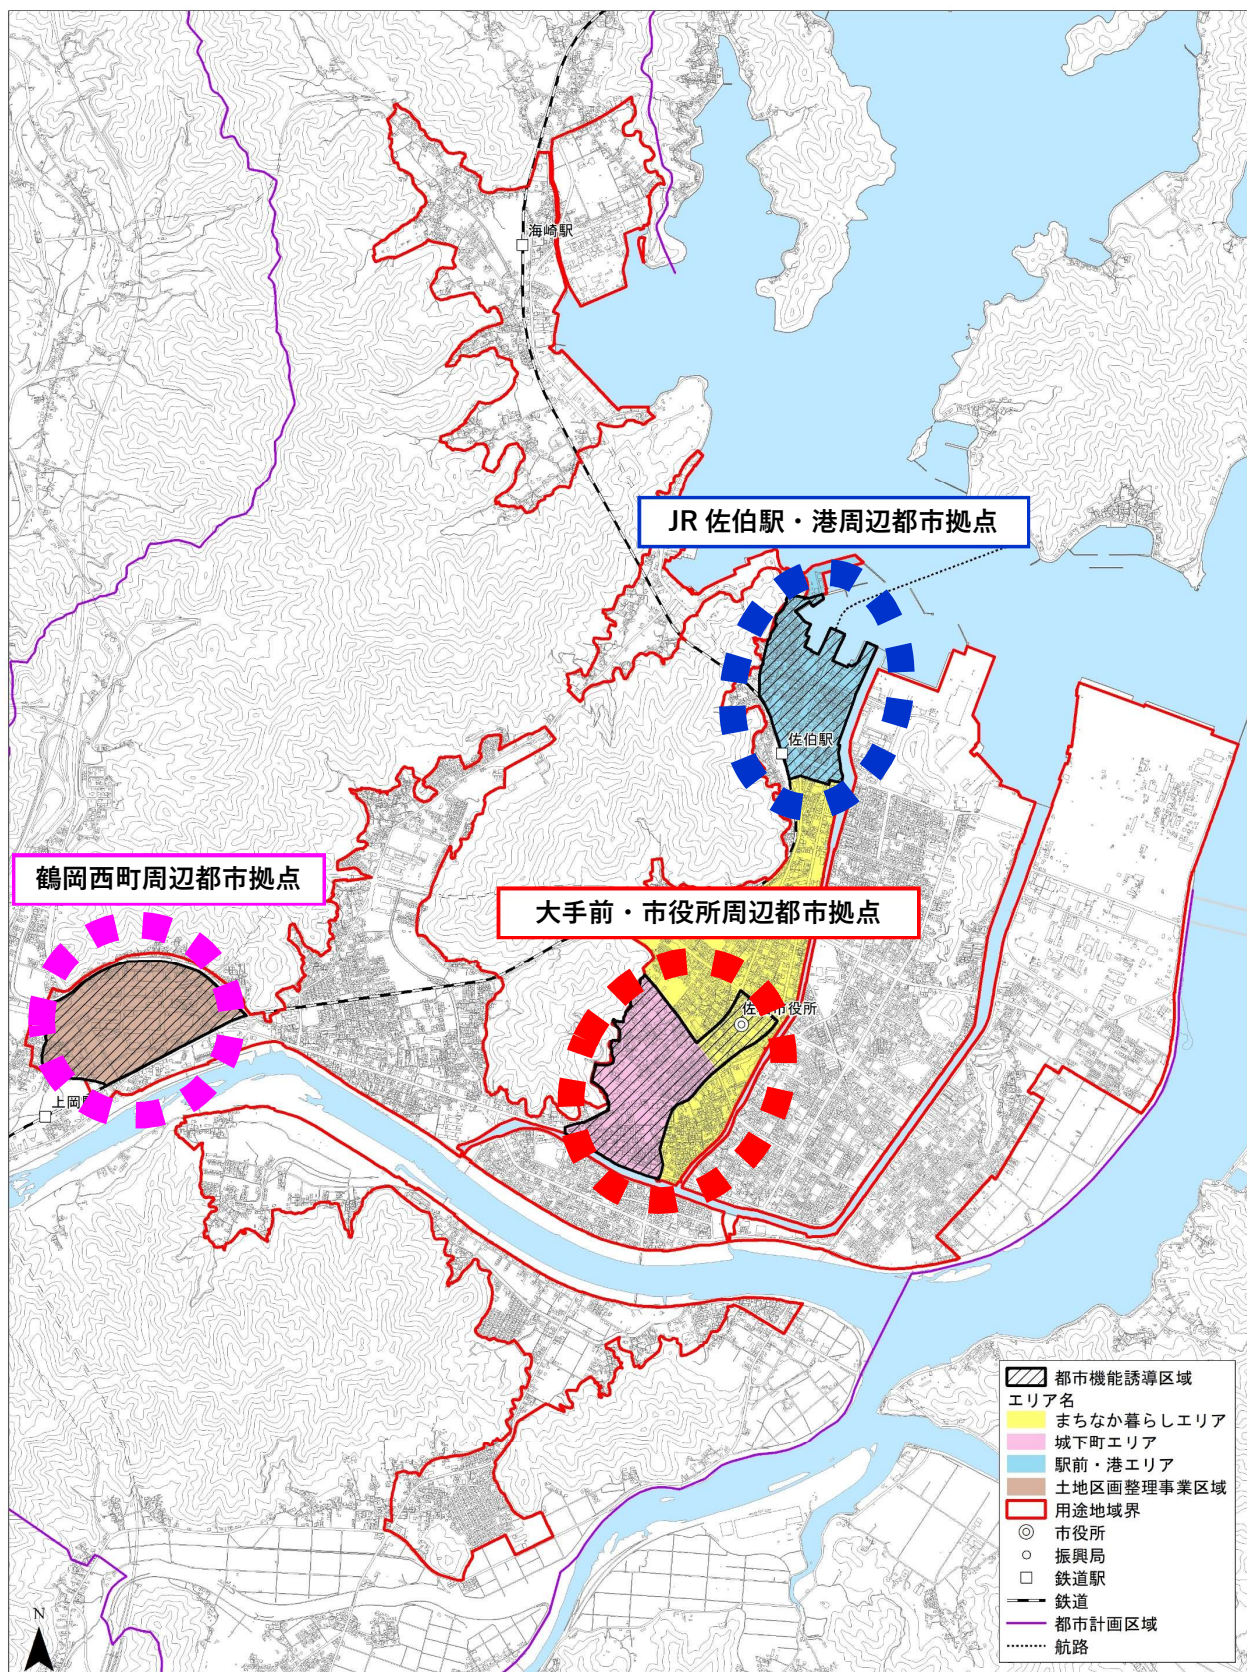 海崎駅
JR 佐伯駅・港周辺都市拠点
佐伯駅
鶴岡西町周辺都市拠点
大手前・市役所周辺都市拠点
市役所
上岡
都市機能誘導区域
エリア名
まちなか暮らしエリア
城下町エリア
駅前・港エリア
土地区画整理事業区域
用途地域界
市役所
振興局
鉄道駅
鉄道
都市計画区域
航路
N